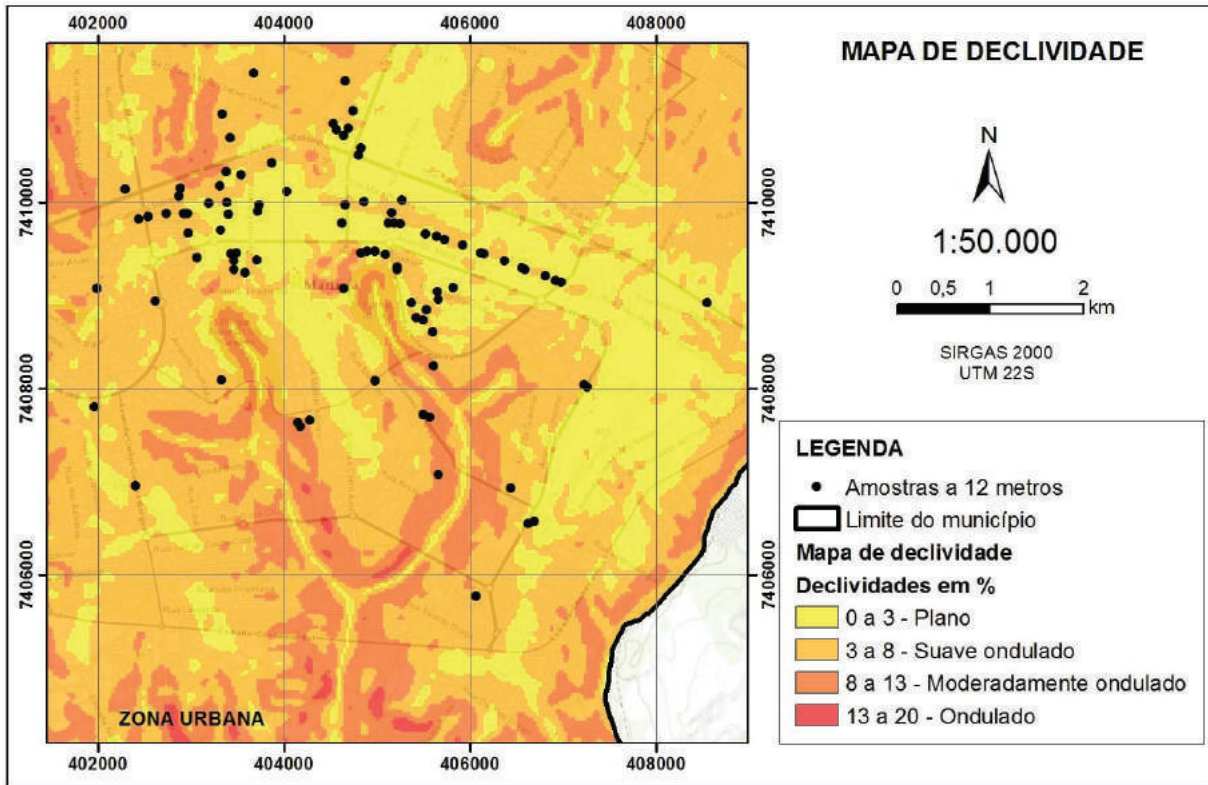 402000 404000 406000 408000
MAPA DE DECLIVIDADE
N
1:50.000
0 0,5 1 2
km
SIRGAS 2000
UTM 22S
7410000 7410000
Maringá
7408000 7408000
7406000 7406000
ZONA URBANA
402000 404000 406000 408000
LEGENDA
Amostras a 12 metros
Limite do município
Mapa de declividade
Declividades em %
0 a 3 - Plano
3 a 8 - Suave ondulado
8 a 13 - Moderadamente ondulado
13 a 20 - Ondulado